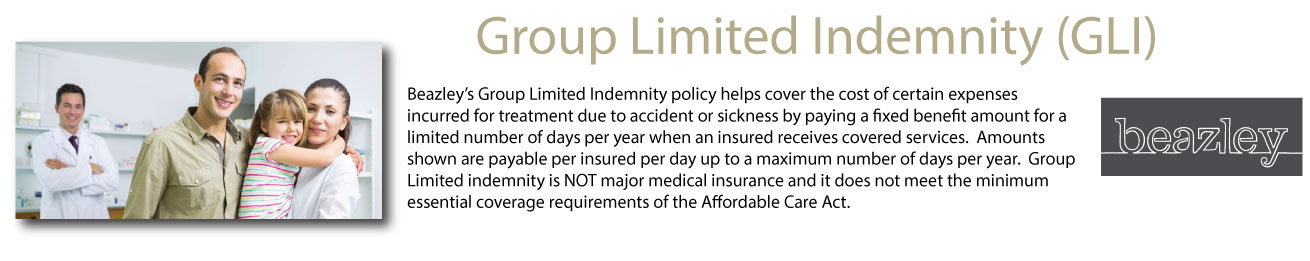 Group Limited Indemnity (GLI)
Beazley’s Group Limited Indemnity policy helps cover the cost of certain expenses
incurred for treatment due to accident or sickness by paying a fixed benefit amount for a
limited number of days per year when an insured receives covered services.  Amounts
shown are payable per insured per day up to a maximum number of days per year.  Group
Limited indemnity is NOT major medical insurance and it does not meet the minimum
essential coverage requirements of the Affordable Care Act.
beazley